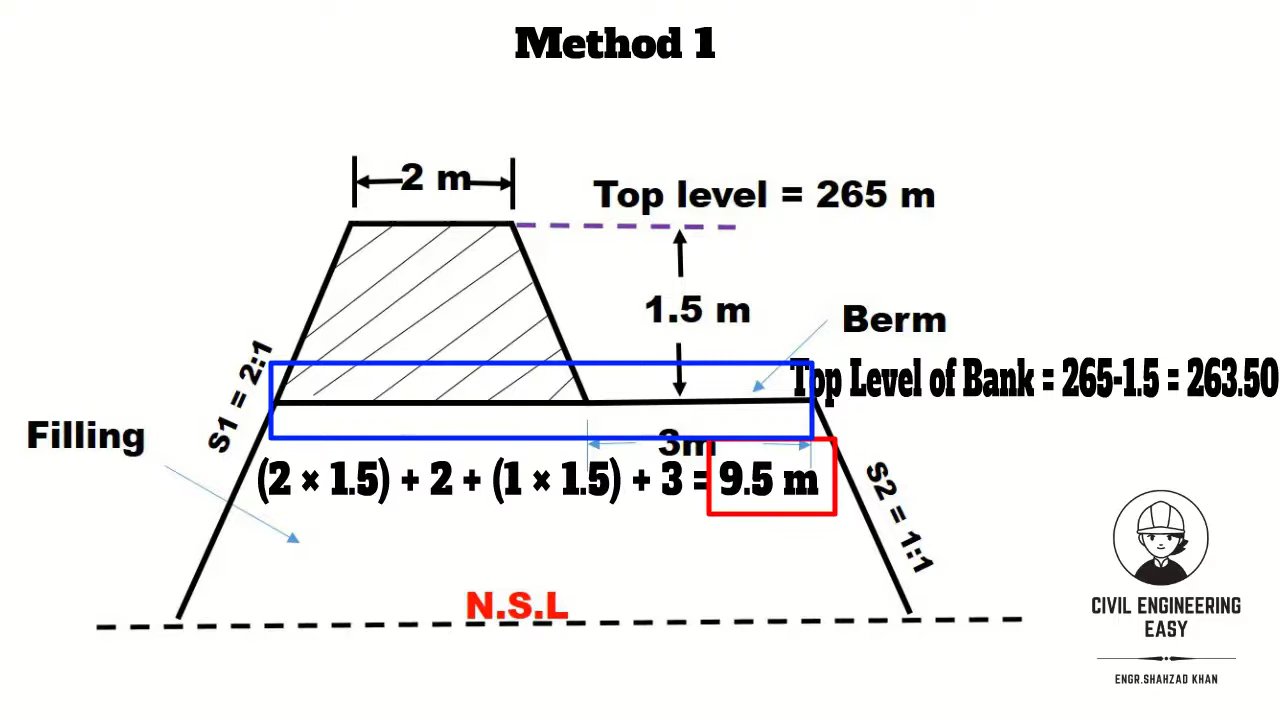 Method 1
2 m
Top level = 265 m
1.5 m
Berm
Top Level of Bank = 265-1.5 = 263.50
S1 = 2:1
Filling
3m
(2 × 1.5) + 2 + (1 × 1.5) + 3 = 9.5 m
S2 = 1:1
N.S.L
CIVIL ENGINEERING
EASY
ENGR.SHAHZAD KHAN